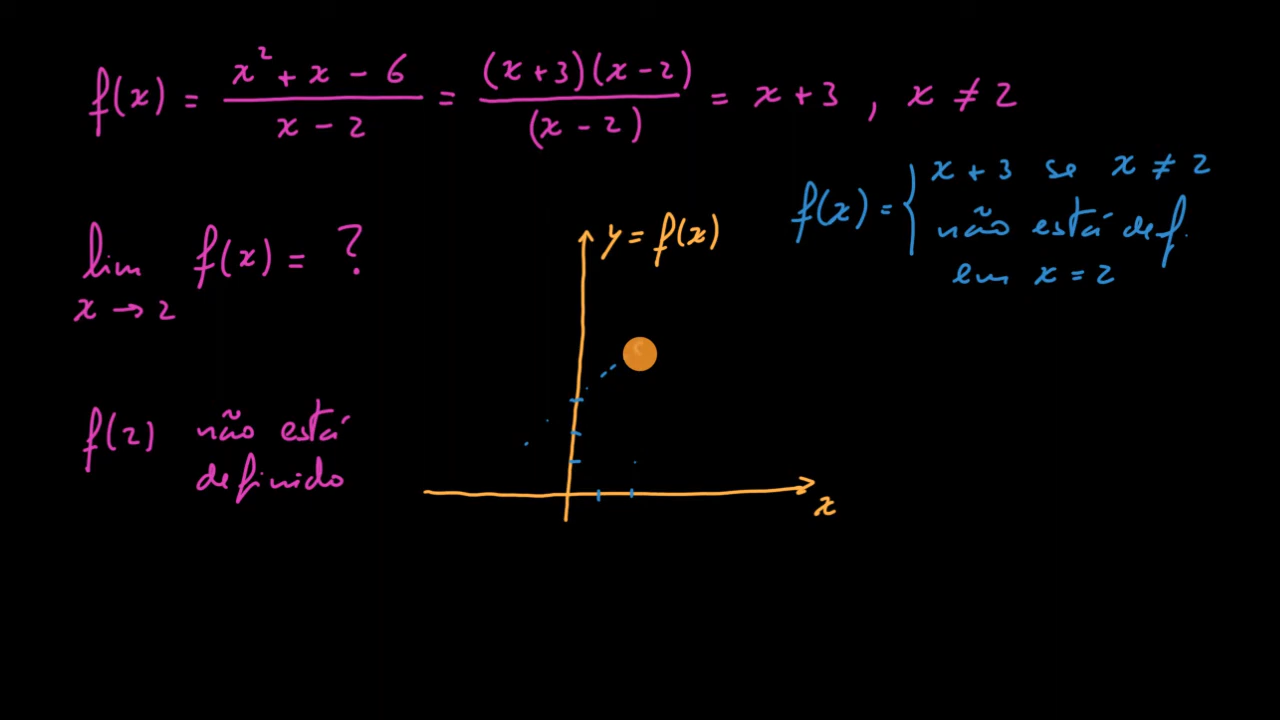 f(x) = x² + x - 6 / x - 2 = (x + 3)(x - 2) / (x - 2) = x + 3 , x ≠ 2
f(x) = { x + 3 se x ≠ 2
não está def.
em x = 2
lim x → 2 f(x) = ?
y = f(x)
f(2) não está
definido
x